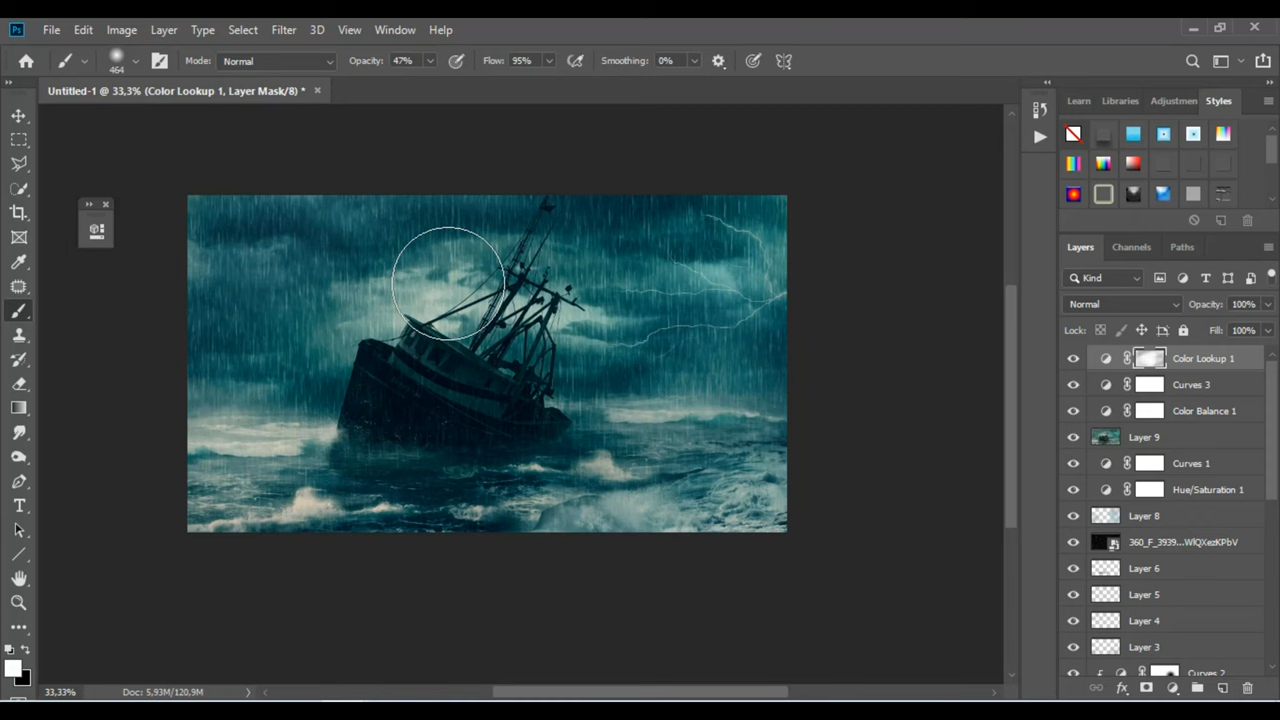 Ps File Edit Image Layer Type Select Filter 3D View Window Help
464 Mode: Normal Opacity: 47% Flow: 95% Smoothing: 0%
Untitled-1 @ 33,3% (Color Lookup 1, Layer Mask/8) *
Learn Libraries Adjustmen Styles
Layers Channels Paths
Kind
Normal Opacity: 100%
Lock: Fill: 100%
Color Lookup 1
Curves 3
Color Balance 1
Layer 9
Curves 1
Hue/Saturation 1
Layer 8
360_F_3939...WlQXezKPbV
Layer 6
Layer 5
Layer 4
Layer 3
Curves 2
33,33% Doc: 5,93M/120,9M